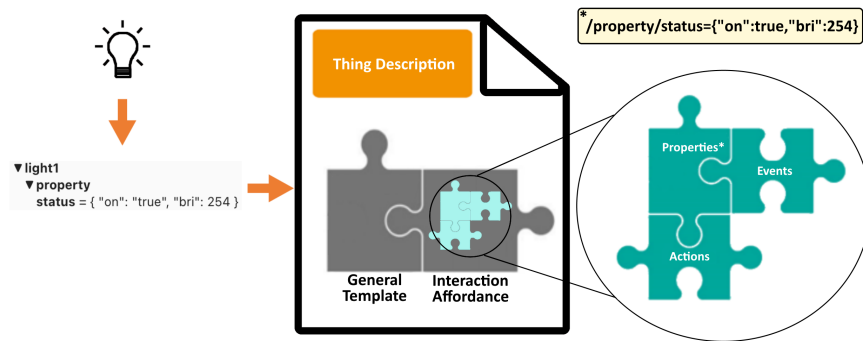 */property/status={"on":true,"bri":254}
Thing Description
▼light1
▼property
status = { "on": "true", "bri": 254 }
General
Template
Interaction
Affordance
Properties*
Events
Actions